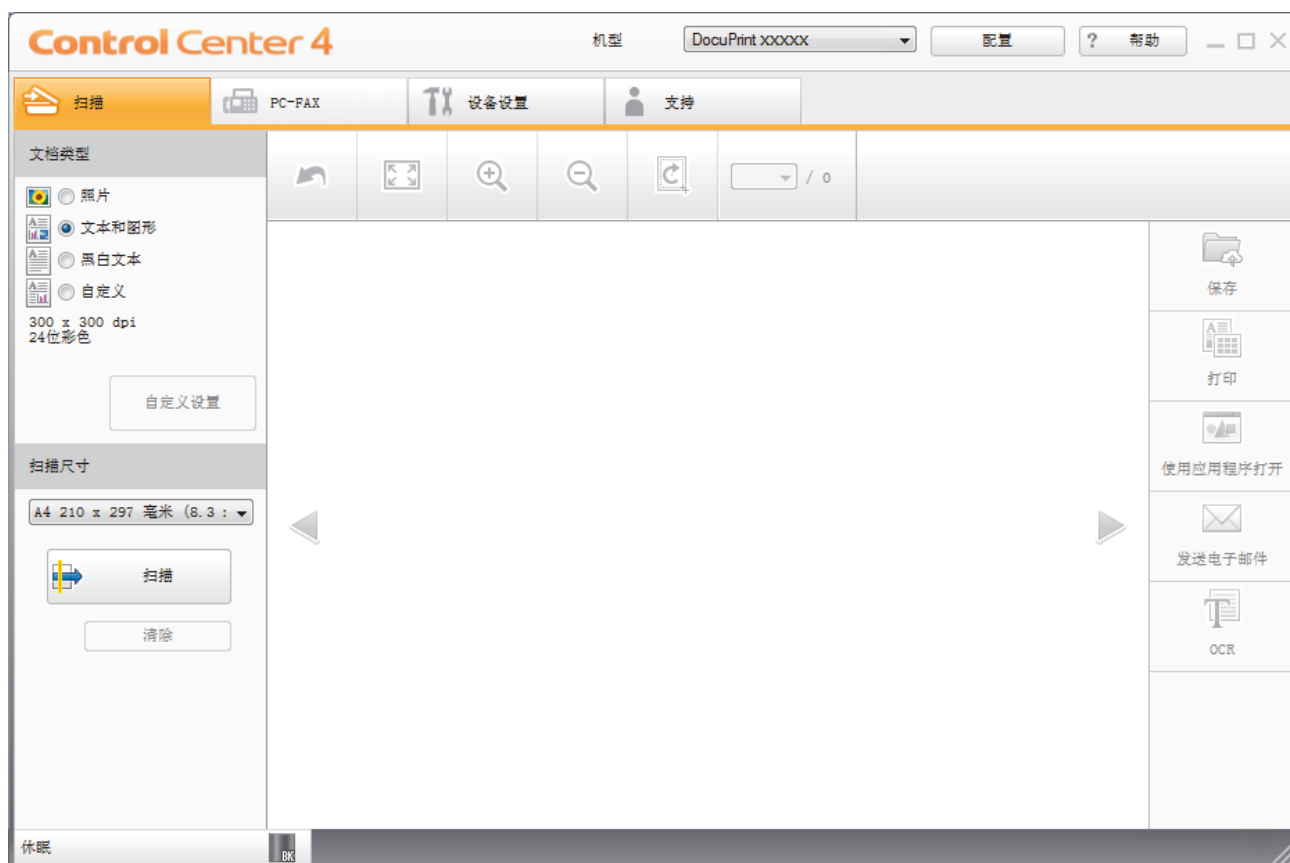 Control Center 4
机型
DocuPrint XXXXX
配置
? 帮助
扫描
PC-FAX
设备设置
支持
文档类型
照片
文本和图形
黑白文本
自定义
300 x 300 dpi
24位彩色
自定义设置
扫描尺寸
A4 210 x 297 毫米 (8.3 :
扫描
清除
/ 0
保存
打印
使用应用程序打开
发送电子邮件
OCR
休眠
BK